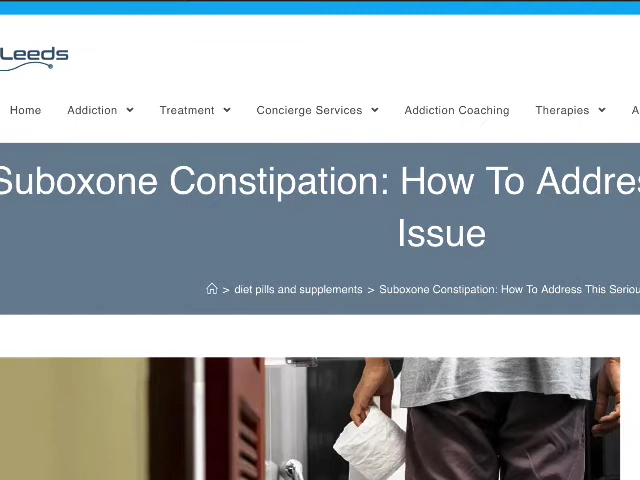 Leeds
Home Addiction Treatment Concierge Services Addiction Coaching Therapies A
Suboxone Constipation: How To Addre
Issue
> diet pills and supplements > Suboxone Constipation: How To Address This Seriou